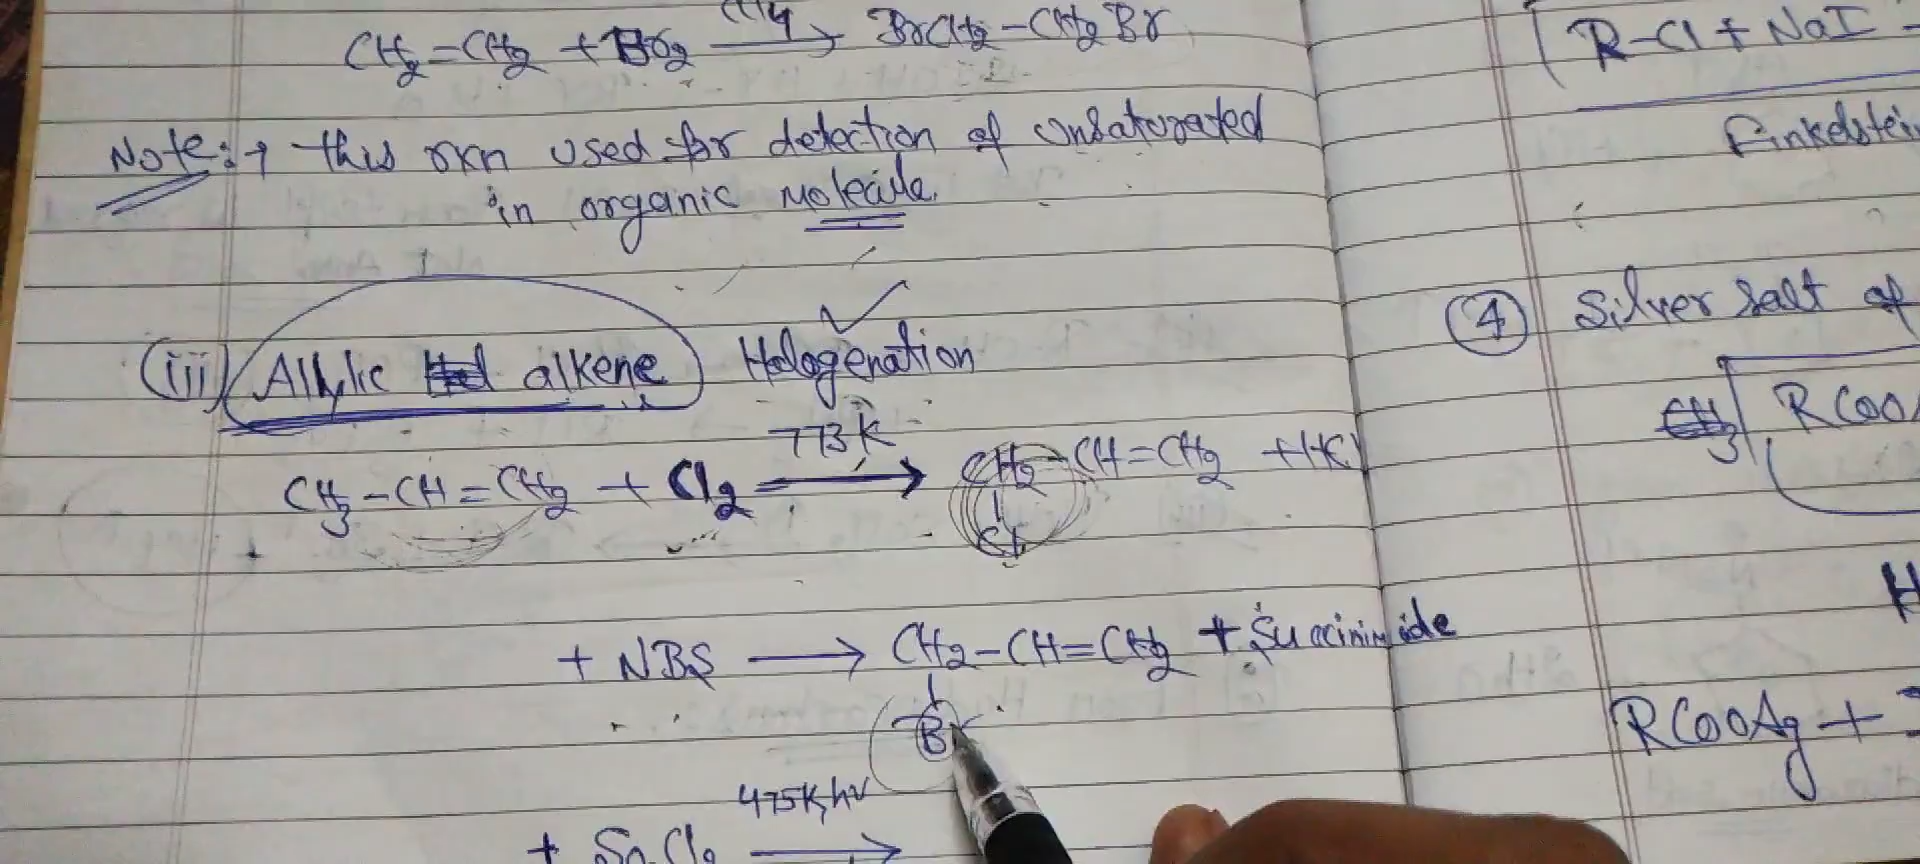 CH2=CH2 + Br2 CCl4→ BrCH2-CH2Br
Note:→ this rxn used for detection of unsaturated
in organic molecule.
(iii) Allylic alkene Halogenation
CH3-CH=CH2 + Cl2 773K→ CH2-CH=CH2 + HCl
Cl
+ NBS → CH2-CH=CH2 + Succinimide
Br
475K, hν
+ SO2Cl2 →
R-Cl + NaI
Finkelstein
(4) Silver salt of
RCOOA
H
RCOOAg +